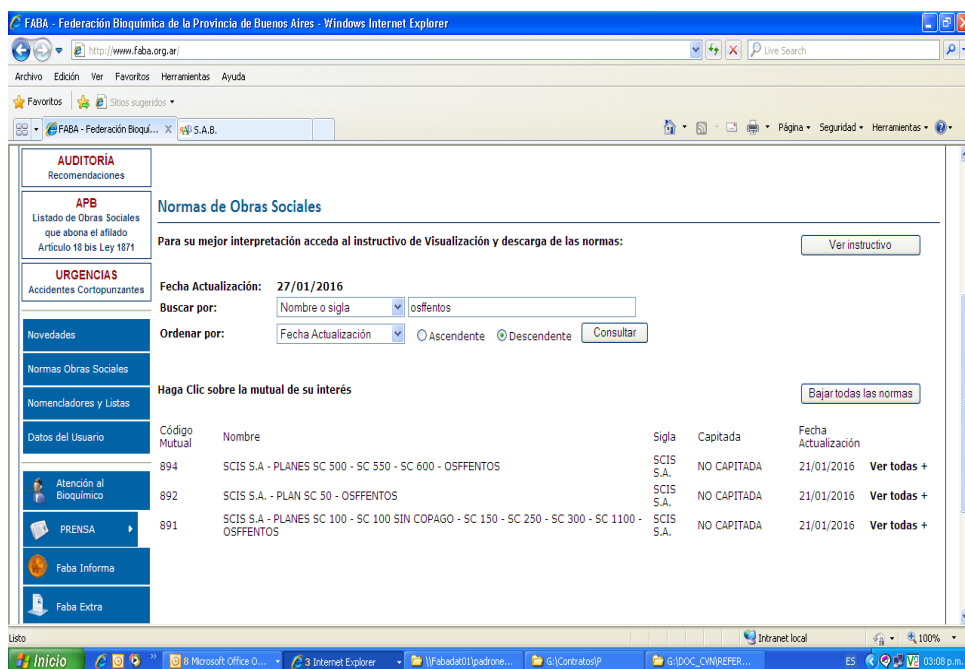 FABA - Federación Bioquímica de la Provincia de Buenos Aires - Windows Internet Explorer
http://www.faba.org.ar/
Live Search
Archivo Edición Ver Favoritos Herramientas Ayuda
Favoritos Sitios sugeridos
FABA - Federación Bioquí... X S.A.B.
Página Seguridad Herramientas
AUDITORÍA
Recomendaciones
APB
Listado de Obras Sociales
que abona el afilado
Articulo 18 bis Ley 1871
URGENCIAS
Accidentes Cortopunzantes
Novedades
Normas Obras Sociales
Nomencladores y Listas
Datos del Usuario
Atención al
Bioquímico
PRENSA
Faba Informa
Faba Extra
Normas de Obras Sociales
Para su mejor interpretación acceda al instructivo de Visualización y descarga de las normas:
Ver instructivo
Fecha Actualización: 27/01/2016
Buscar por: Nombre o sigla osffentos
Ordenar por: Fecha Actualización Ascendente Descendente Consultar
Haga Clic sobre la mutual de su interés
Bajar todas las normas
Código Mutual Nombre Sigla Capitada Fecha Actualización
894 SCIS S.A - PLANES SC 500 - SC 550 - SC 600 - OSFFENTOS SCIS S.A. NO CAPITADA 21/01/2016 Ver todas +
892 SCIS S.A. - PLAN SC 50 - OSFFENTOS SCIS S.A. NO CAPITADA 21/01/2016 Ver todas +
891 SCIS S.A - PLANES SC 100 - SC 100 SIN COPAGO - SC 150 - SC 250 - SC 300 - SC 1100 - OSFFENTOS SCIS S.A. NO CAPITADA 21/01/2016 Ver todas +
Listo Intranet local 100%
Inicio 8 Microsoft Office O... 3 Internet Explorer \\Fabadat01\padrone... G:\Contratos\P G:\DOC_CVN\REFER... ES 03:08 p.m.